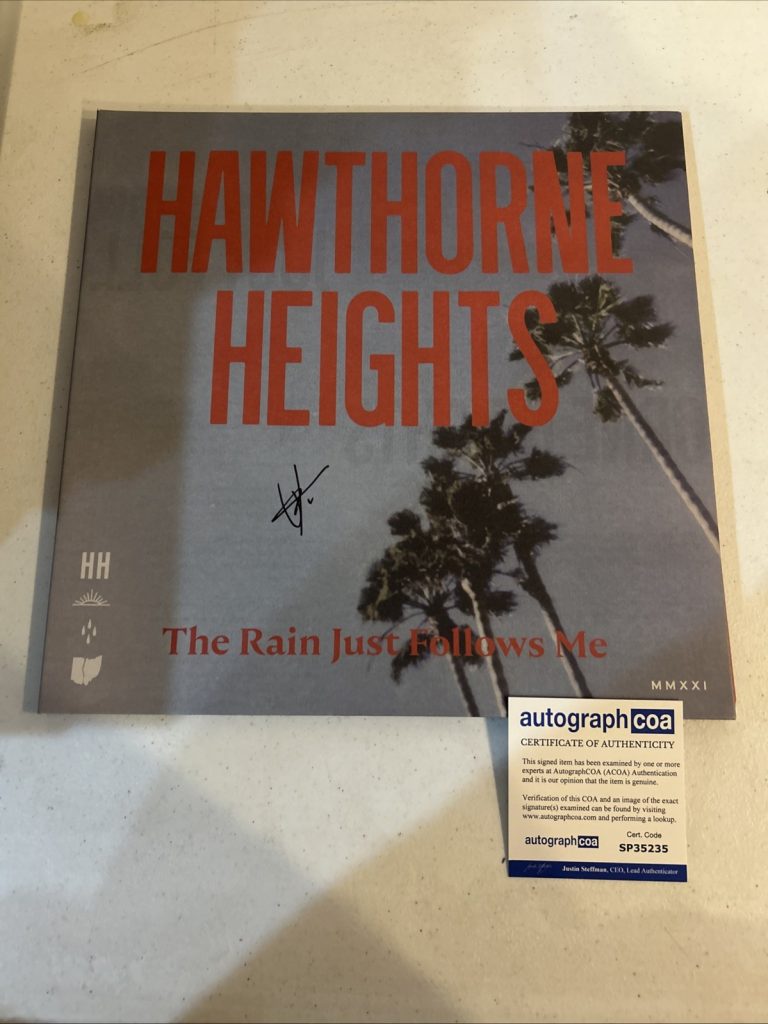 HAWTHORNE
HEIGHTS
HH
The Rain Just Follows Me
MMXXI
autographcoa
CERTIFICATE OF AUTHENTICITY
This signed item has been examined by one or more
experts at AutographCOA (ACOA) Authentication
and it is our opinion that the item is genuine.
Verification of this COA and an image of the exact
signature(s) examined can be found by visiting
www.autographcoa.com and performing a lookup.
autographcoa
Cert. Code
SP35235
Justin Steffman, CEO, Lead Authenticator